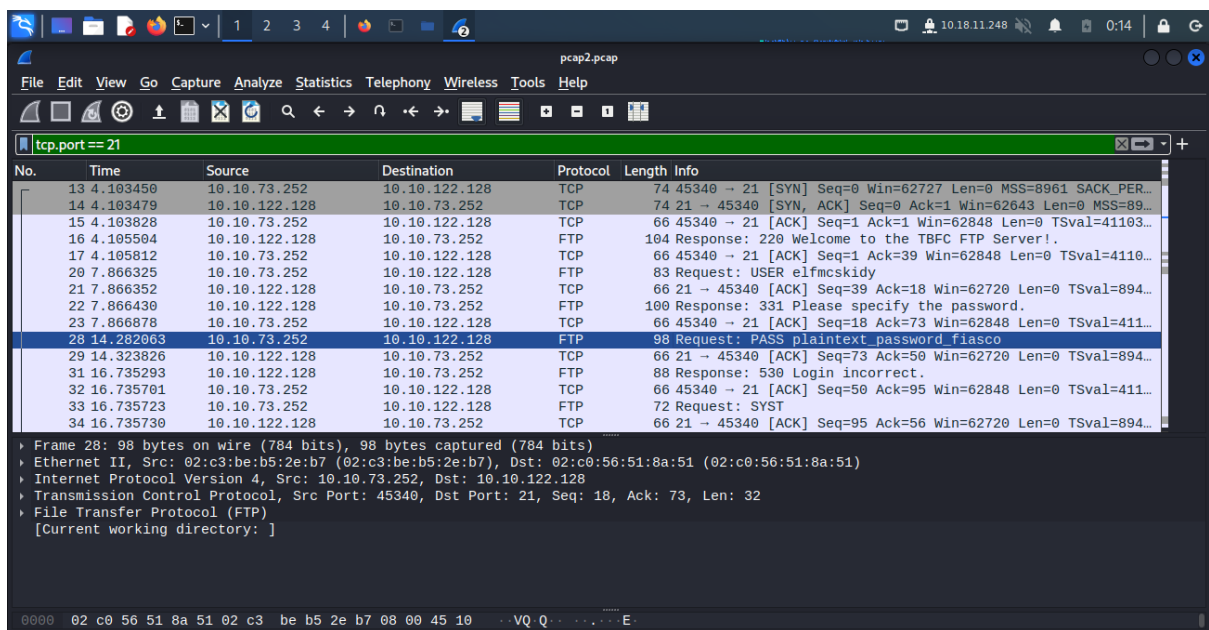 1 2 3 4 2 10.18.11.248 0:14
pcap2.pcap
File Edit View Go Capture Analyze Statistics Telephony Wireless Tools Help
tcp.port == 21
No. Time Source Destination Protocol Length Info
13 4.103450 10.10.73.252 10.10.122.128 TCP 74 45340 → 21 [SYN] Seq=0 Win=62727 Len=0 MSS=8961 SACK_PER…
14 4.103479 10.10.122.128 10.10.73.252 TCP 74 21 → 45340 [SYN, ACK] Seq=0 Ack=1 Win=62643 Len=0 MSS=89…
15 4.103828 10.10.73.252 10.10.122.128 TCP 66 45340 → 21 [ACK] Seq=1 Ack=1 Win=62848 Len=0 TSval=41103…
16 4.105504 10.10.122.128 10.10.73.252 FTP 104 Response: 220 Welcome to the TBFC FTP Server!.
17 4.105812 10.10.73.252 10.10.122.128 TCP 66 45340 → 21 [ACK] Seq=1 Ack=39 Win=62848 Len=0 TSval=4110…
20 7.866325 10.10.73.252 10.10.122.128 FTP 83 Request: USER elfmcskidy
21 7.866352 10.10.122.128 10.10.73.252 TCP 66 21 → 45340 [ACK] Seq=39 Ack=18 Win=62720 Len=0 TSval=894…
22 7.866430 10.10.122.128 10.10.73.252 FTP 100 Response: 331 Please specify the password.
23 7.866878 10.10.73.252 10.10.122.128 TCP 66 45340 → 21 [ACK] Seq=18 Ack=73 Win=62848 Len=0 TSval=411…
28 14.282063 10.10.73.252 10.10.122.128 FTP 98 Request: PASS plaintext_password_fiasco
29 14.323826 10.10.122.128 10.10.73.252 TCP 66 21 → 45340 [ACK] Seq=73 Ack=50 Win=62720 Len=0 TSval=894…
31 16.735293 10.10.122.128 10.10.73.252 FTP 88 Response: 530 Login incorrect.
32 16.735701 10.10.73.252 10.10.122.128 TCP 66 45340 → 21 [ACK] Seq=50 Ack=95 Win=62848 Len=0 TSval=411…
33 16.735723 10.10.73.252 10.10.122.128 FTP 72 Request: SYST
34 16.735730 10.10.122.128 10.10.73.252 TCP 66 21 → 45340 [ACK] Seq=95 Ack=56 Win=62720 Len=0 TSval=894…
Frame 28: 98 bytes on wire (784 bits), 98 bytes captured (784 bits)
Ethernet II, Src: 02:c3:be:b5:2e:b7 (02:c3:be:b5:2e:b7), Dst: 02:c0:56:51:8a:51 (02:c0:56:51:8a:51)
Internet Protocol Version 4, Src: 10.10.73.252, Dst: 10.10.122.128
Transmission Control Protocol, Src Port: 45340, Dst Port: 21, Seq: 18, Ack: 73, Len: 32
File Transfer Protocol (FTP)
[Current working directory: ]
0000 02 c0 56 51 8a 51 02 c3 be b5 2e b7 08 00 45 10 ··VQ·Q·· ··.···E·